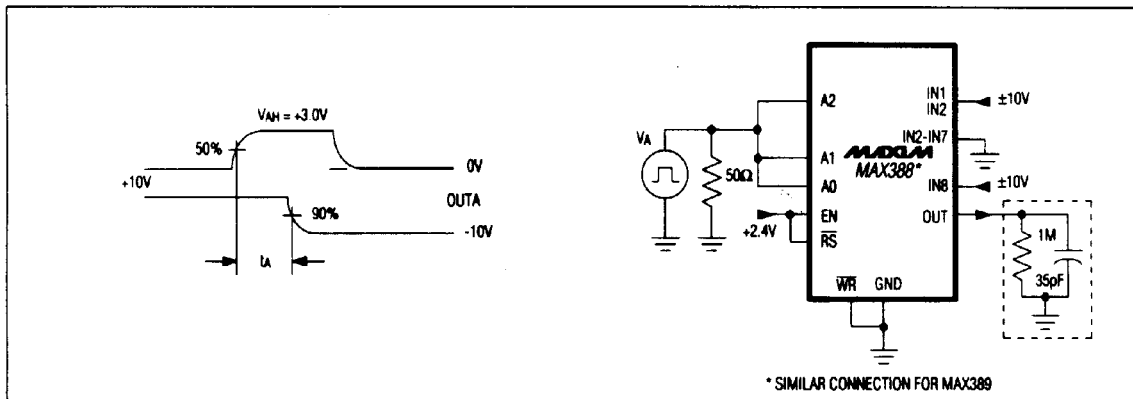 VAH = +3.0V
50%
0V
+10V
OUTA
90%
-10V
tA
VA
50Ω
+2.4V
A2
A1
A0
EN
RS
WR
GND
MAXIM
MAX388*
IN1
IN2
IN2-IN7
IN8
OUT
±10V
±10V
1M
35pF
* SIMILAR CONNECTION FOR MAX389